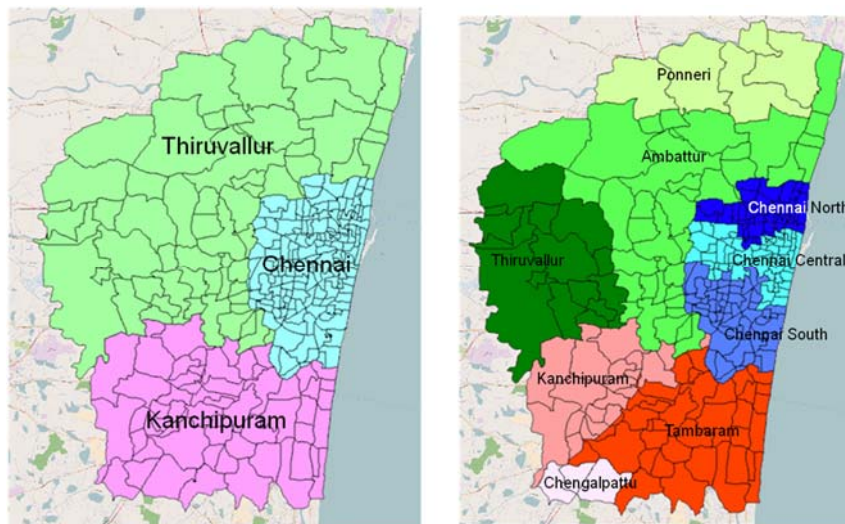 Thiruvallur
Chennai
Kanchipuram
Ponneri
Ambattur
Chennai North
Thiruvallur
Chennai Central
Chennai South
Kanchipuram
Tambaram
Chengalpattu